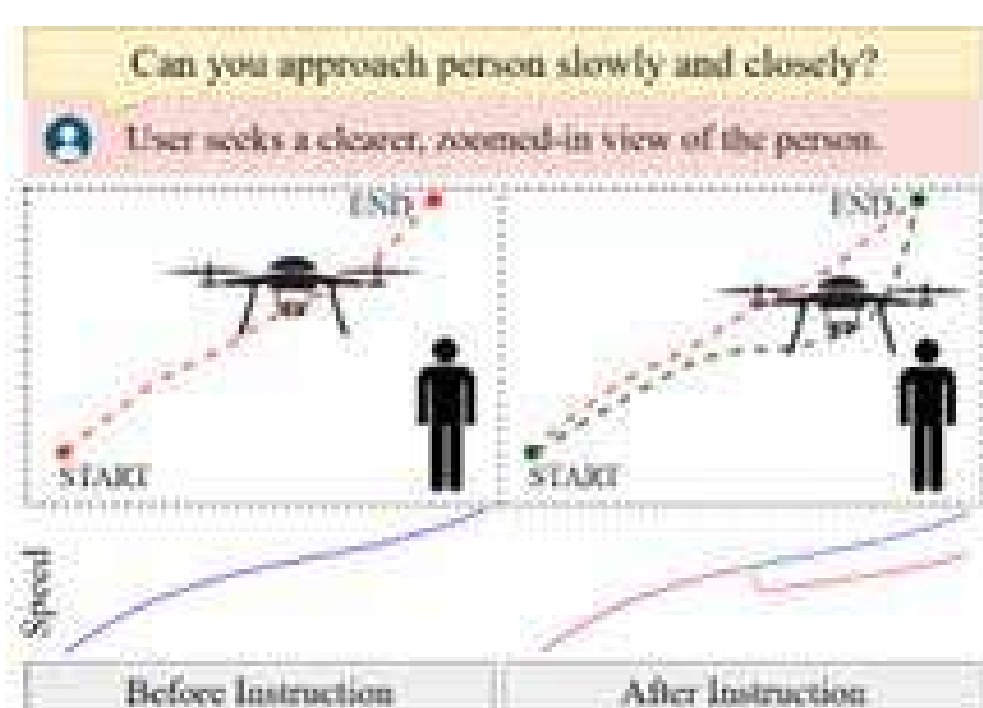 Can you approach person slowly and closely?
User seeks a clearer, zoomed-in view of the person.
END
END
START
START
Speed
Before Instruction
After Instruction